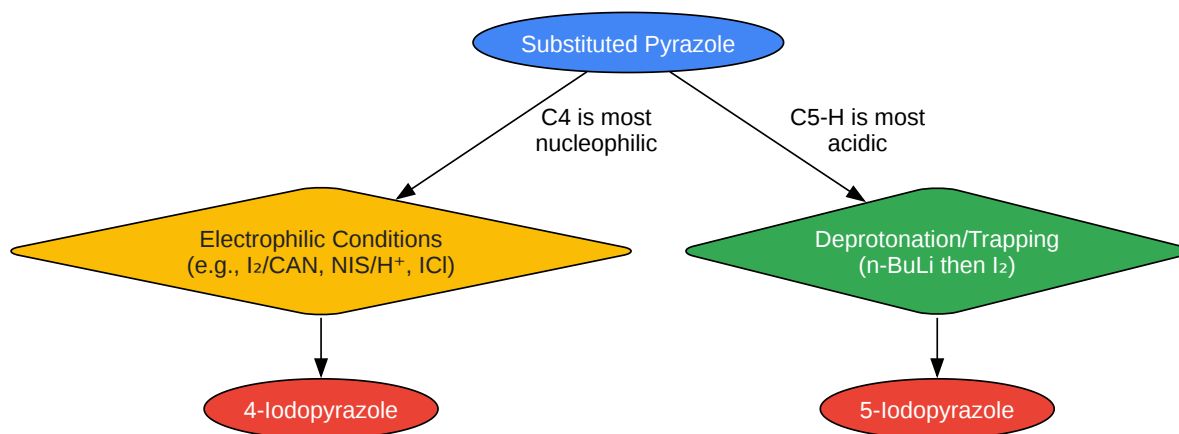 Substituted Pyrazole
C4 is most
nucleophilic
C5-H is most
acidic
Electrophilic Conditions
(e.g., I₂/CAN, NIS/H⁺, ICl)
Deprotonation/Trapping
(n-BuLi then I₂)
4-Iodopyrazole
5-Iodopyrazole